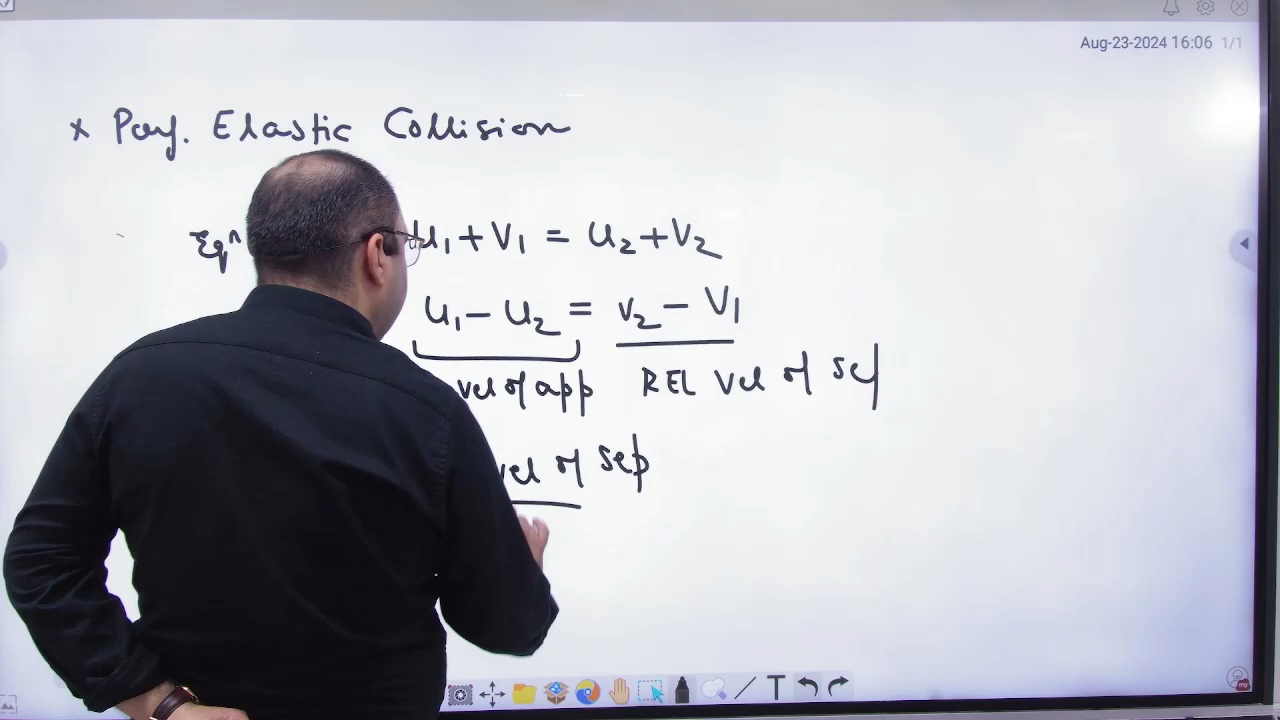 Aug-23-2024 16:06 1/1
x Perf. Elastic Collision
Eqⁿ u₁ + v₁ = u₂ + v₂
u₁ - u₂ = v₂ - v₁
vel of app REL vel of sep
vel of sep
T